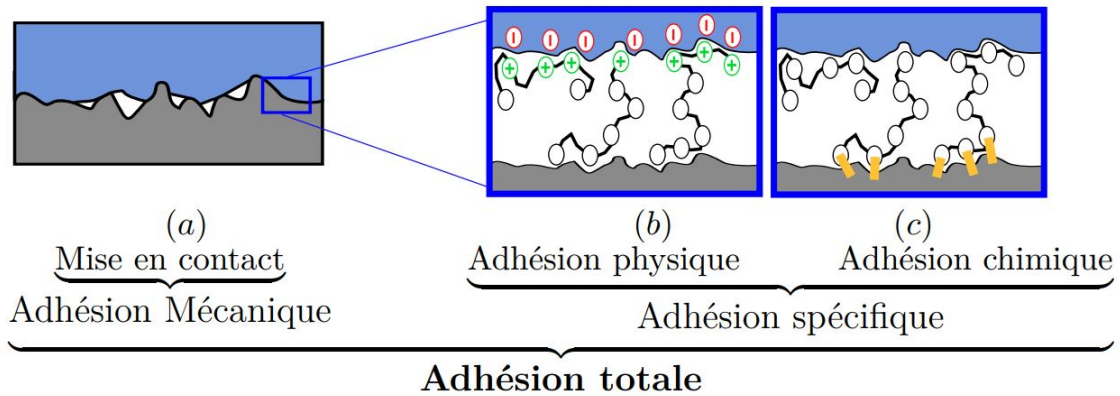 (a) (b) (c)
Mise en contact Adhésion physique Adhésion chimique
Adhésion Mécanique Adhésion spécifique
Adhésion totale